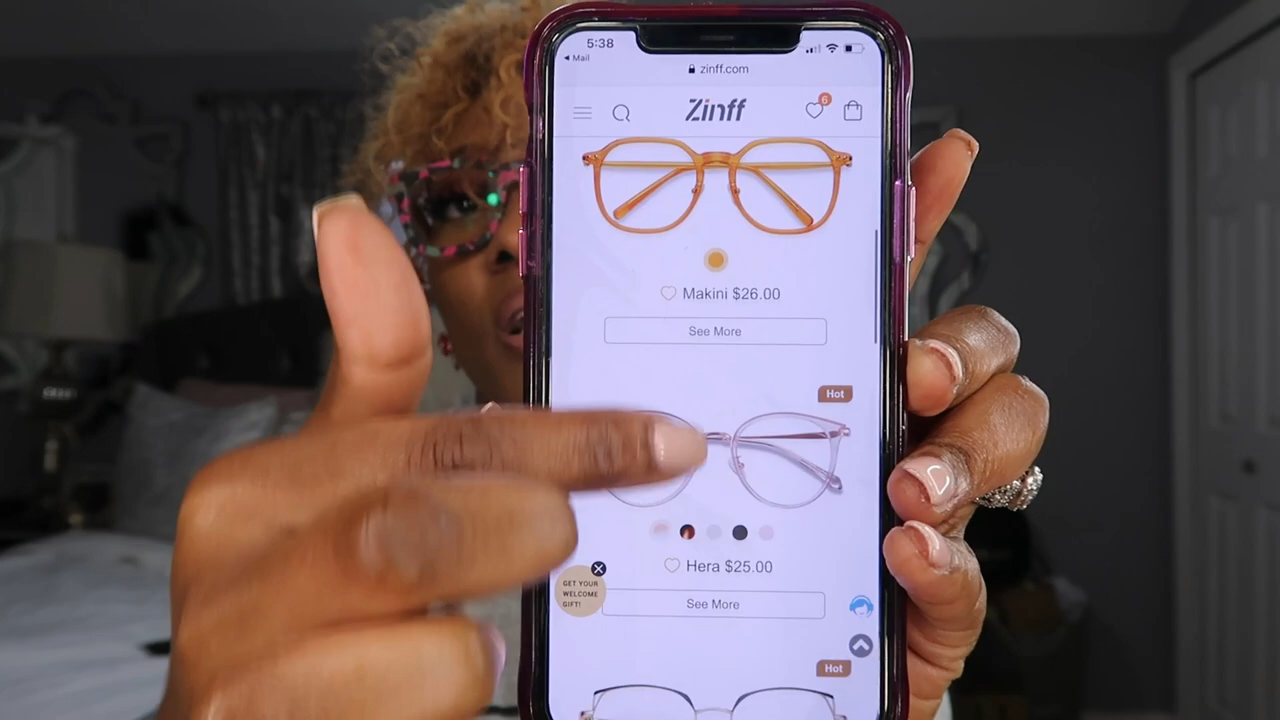 5:38
◀ Mail
zinff.com
Zinff
6
Makini $26.00
See More
Hot
Hera $25.00
GET YOUR
WELCOME
GIFT!
See More
Hot